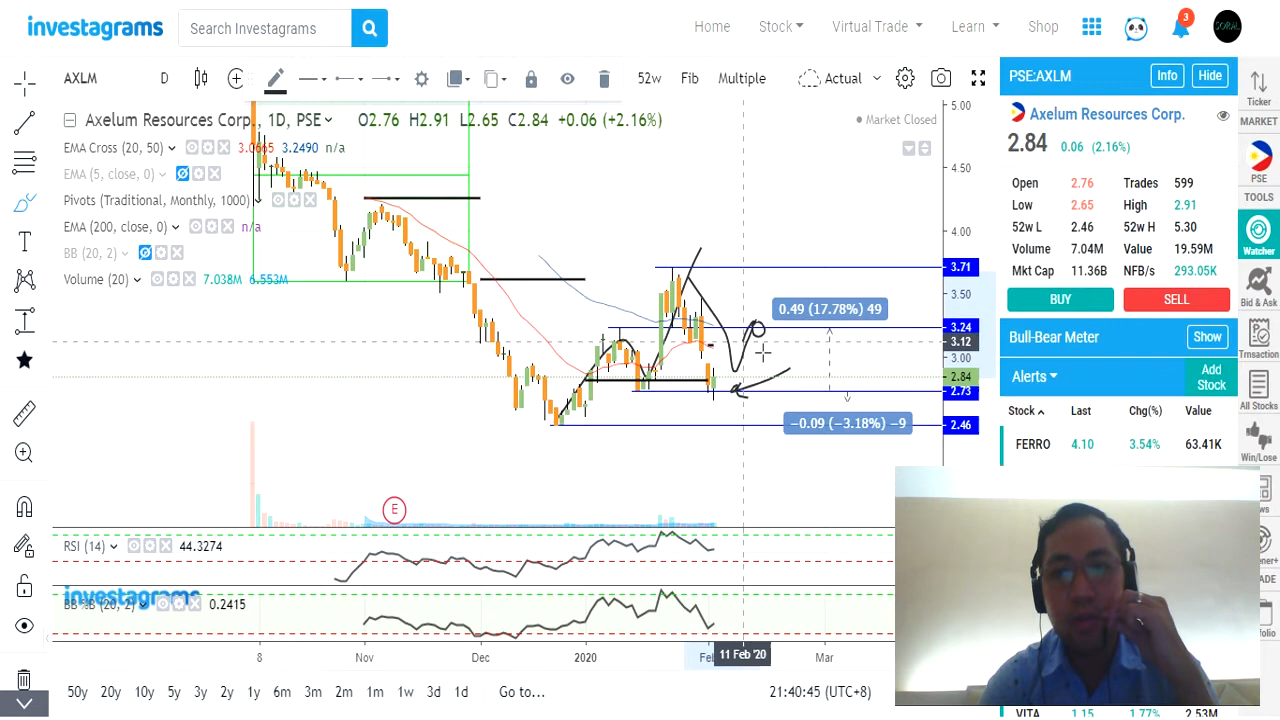 investagrams
Search Investagrams
Home
Stock
Virtual Trade
Learn
Shop
3
AXLM
D
52w
Fib
Multiple
Actual
Axelum Resources Corp., 1D, PSE
O2.76 H2.91 L2.65 C2.84 +0.06 (+2.16%)
Market Closed
EMA Cross (20, 50)
3.0665 3.2490 n/a
EMA (5, close, 0)
Pivots (Traditional, Monthly, 1000)
EMA (200, close, 0)
n/a
BB (20, 2)
Volume (20)
7.038M 6.553M
0.49 (17.78%) 49
−0.09 (−3.18%) −9
5.00
4.50
4.00
3.71
3.50
3.24
3.12
3.00
2.84
2.73
2.46
E
RSI (14)
44.3274
investagrams
BB %B (20, 2)
0.2415
8
Nov
Dec
2020
Feb
11 Feb '20
Mar
50y 20y 10y 5y 3y 2y 1y 6m 3m 2m 1m 1w 3d 1d Go to...
21:40:45 (UTC+8)
PSE:AXLM
Info
Hide
Axelum Resources Corp.
2.84 0.06 (2.16%)
Open 2.76 Trades 599
Low 2.65 High 2.91
52w L 2.46 52w H 5.30
Volume 7.04M Value 19.59M
Mkt Cap 11.36B NFB/s 293.05K
BUY
SELL
Bull-Bear Meter
Show
Alerts
Add
Stock
Stock Last Chg(%) Value
FERRO 4.10 3.54% 63.41K
VITA 1.15 1.77% 2.53M
Ticker
MARKET
PSE
TOOLS
Watcher
Bid & Ask
Trnsaction
All Stocks
Win/Lose